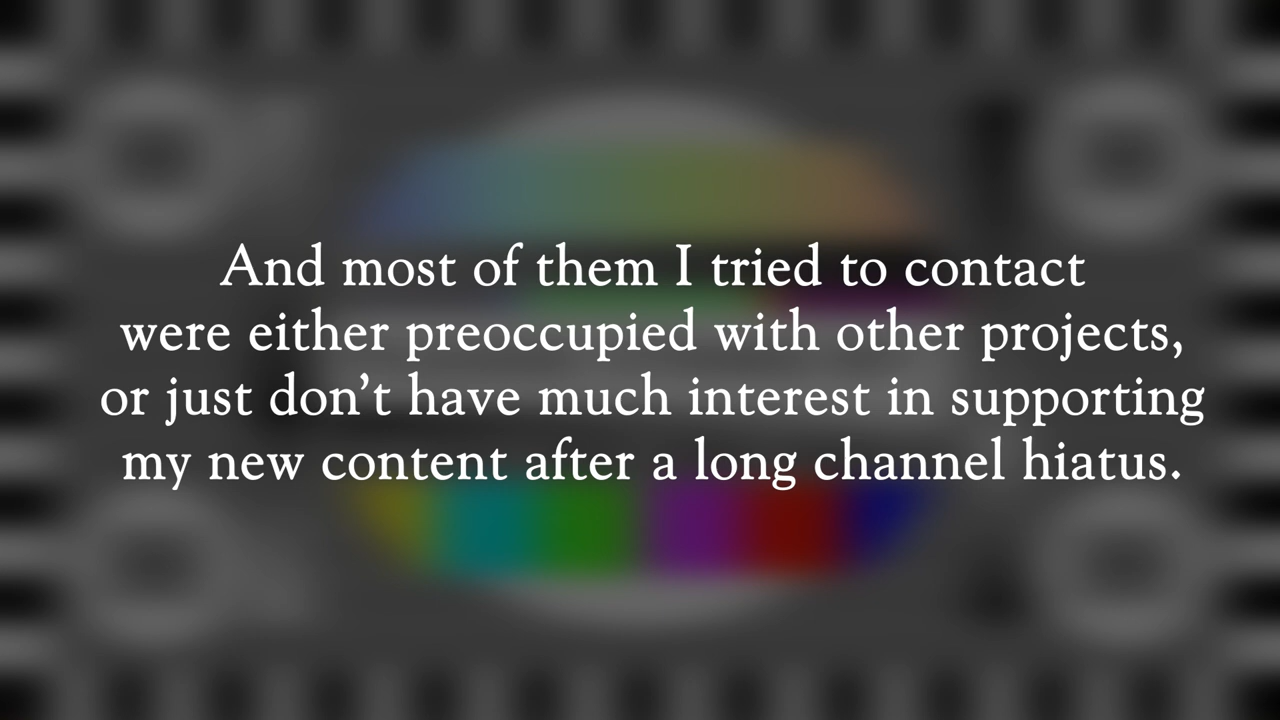 And most of them I tried to contact
were either preoccupied with other projects,
or just don’t have much interest in supporting
my new content after a long channel hiatus.